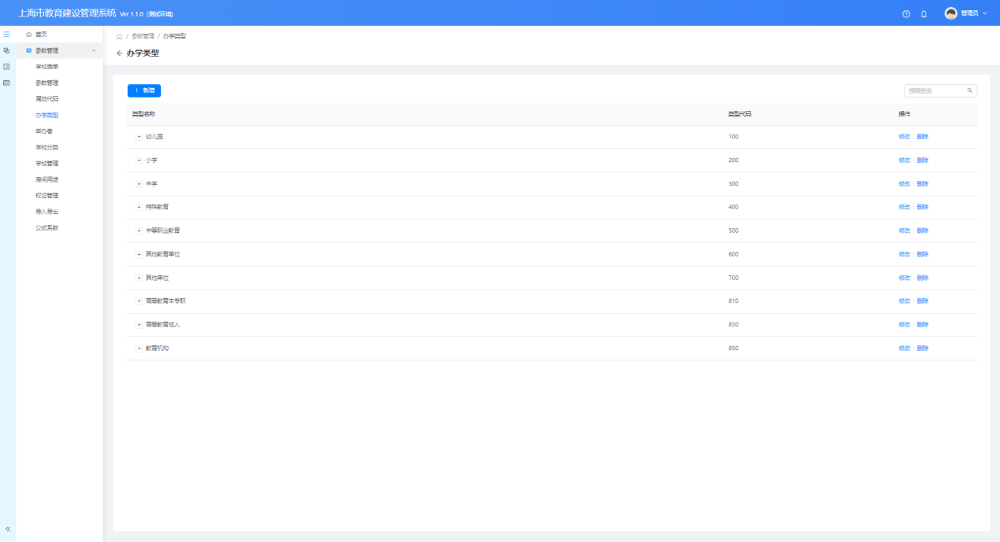 上海市教育建设管理系统 Ver 1.1.0 (测试环境)
管理员
首页
参数管理
学校表单
参数管理
属地代码
办学类型
举办者
学校分类
学校管理
房间用途
权证管理
导入导出
公式系数
/ 参数管理 / 办学类型
← 办学类型
新增
模糊查询
类型名称 类型代码 操作
+ 幼儿园 100 修改 | 删除
+ 小学 200 修改 | 删除
+ 中学 300 修改 | 删除
+ 特殊教育 400 修改 | 删除
+ 中等职业教育 500 修改 | 删除
+ 其他教育单位 600 修改 | 删除
+ 其他单位 700 修改 | 删除
+ 高等教育本专职 810 修改 | 删除
+ 高等教育成人 830 修改 | 删除
+ 教育机构 850 修改 | 删除